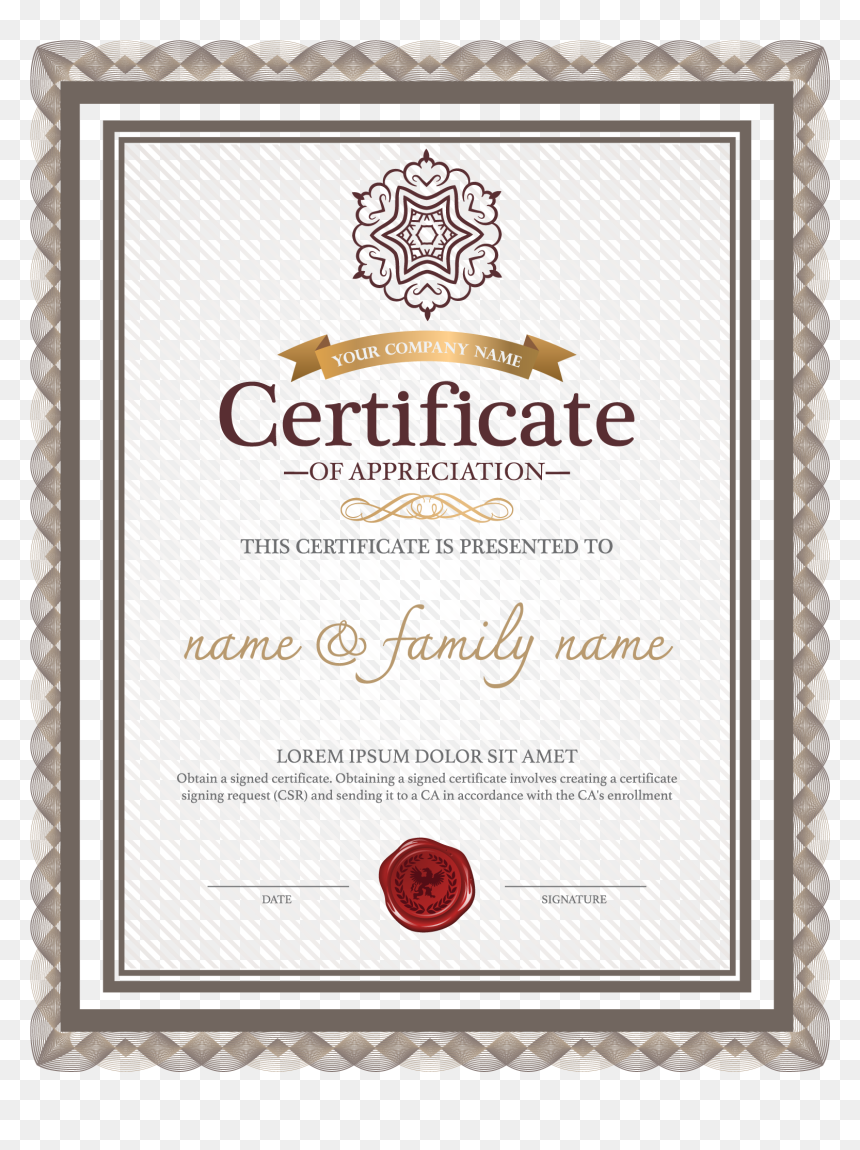 YOUR COMPANY NAME
Certificate
—OF APPRECIATION—
THIS CERTIFICATE IS PRESENTED TO
name & family name
LOREM IPSUM DOLOR SIT AMET
Obtain a signed certificate. Obtaining a signed certificate involves creating a certificate
signing request (CSR) and sending it to a CA in accordance with the CA's enrollment
DATE
SIGNATURE